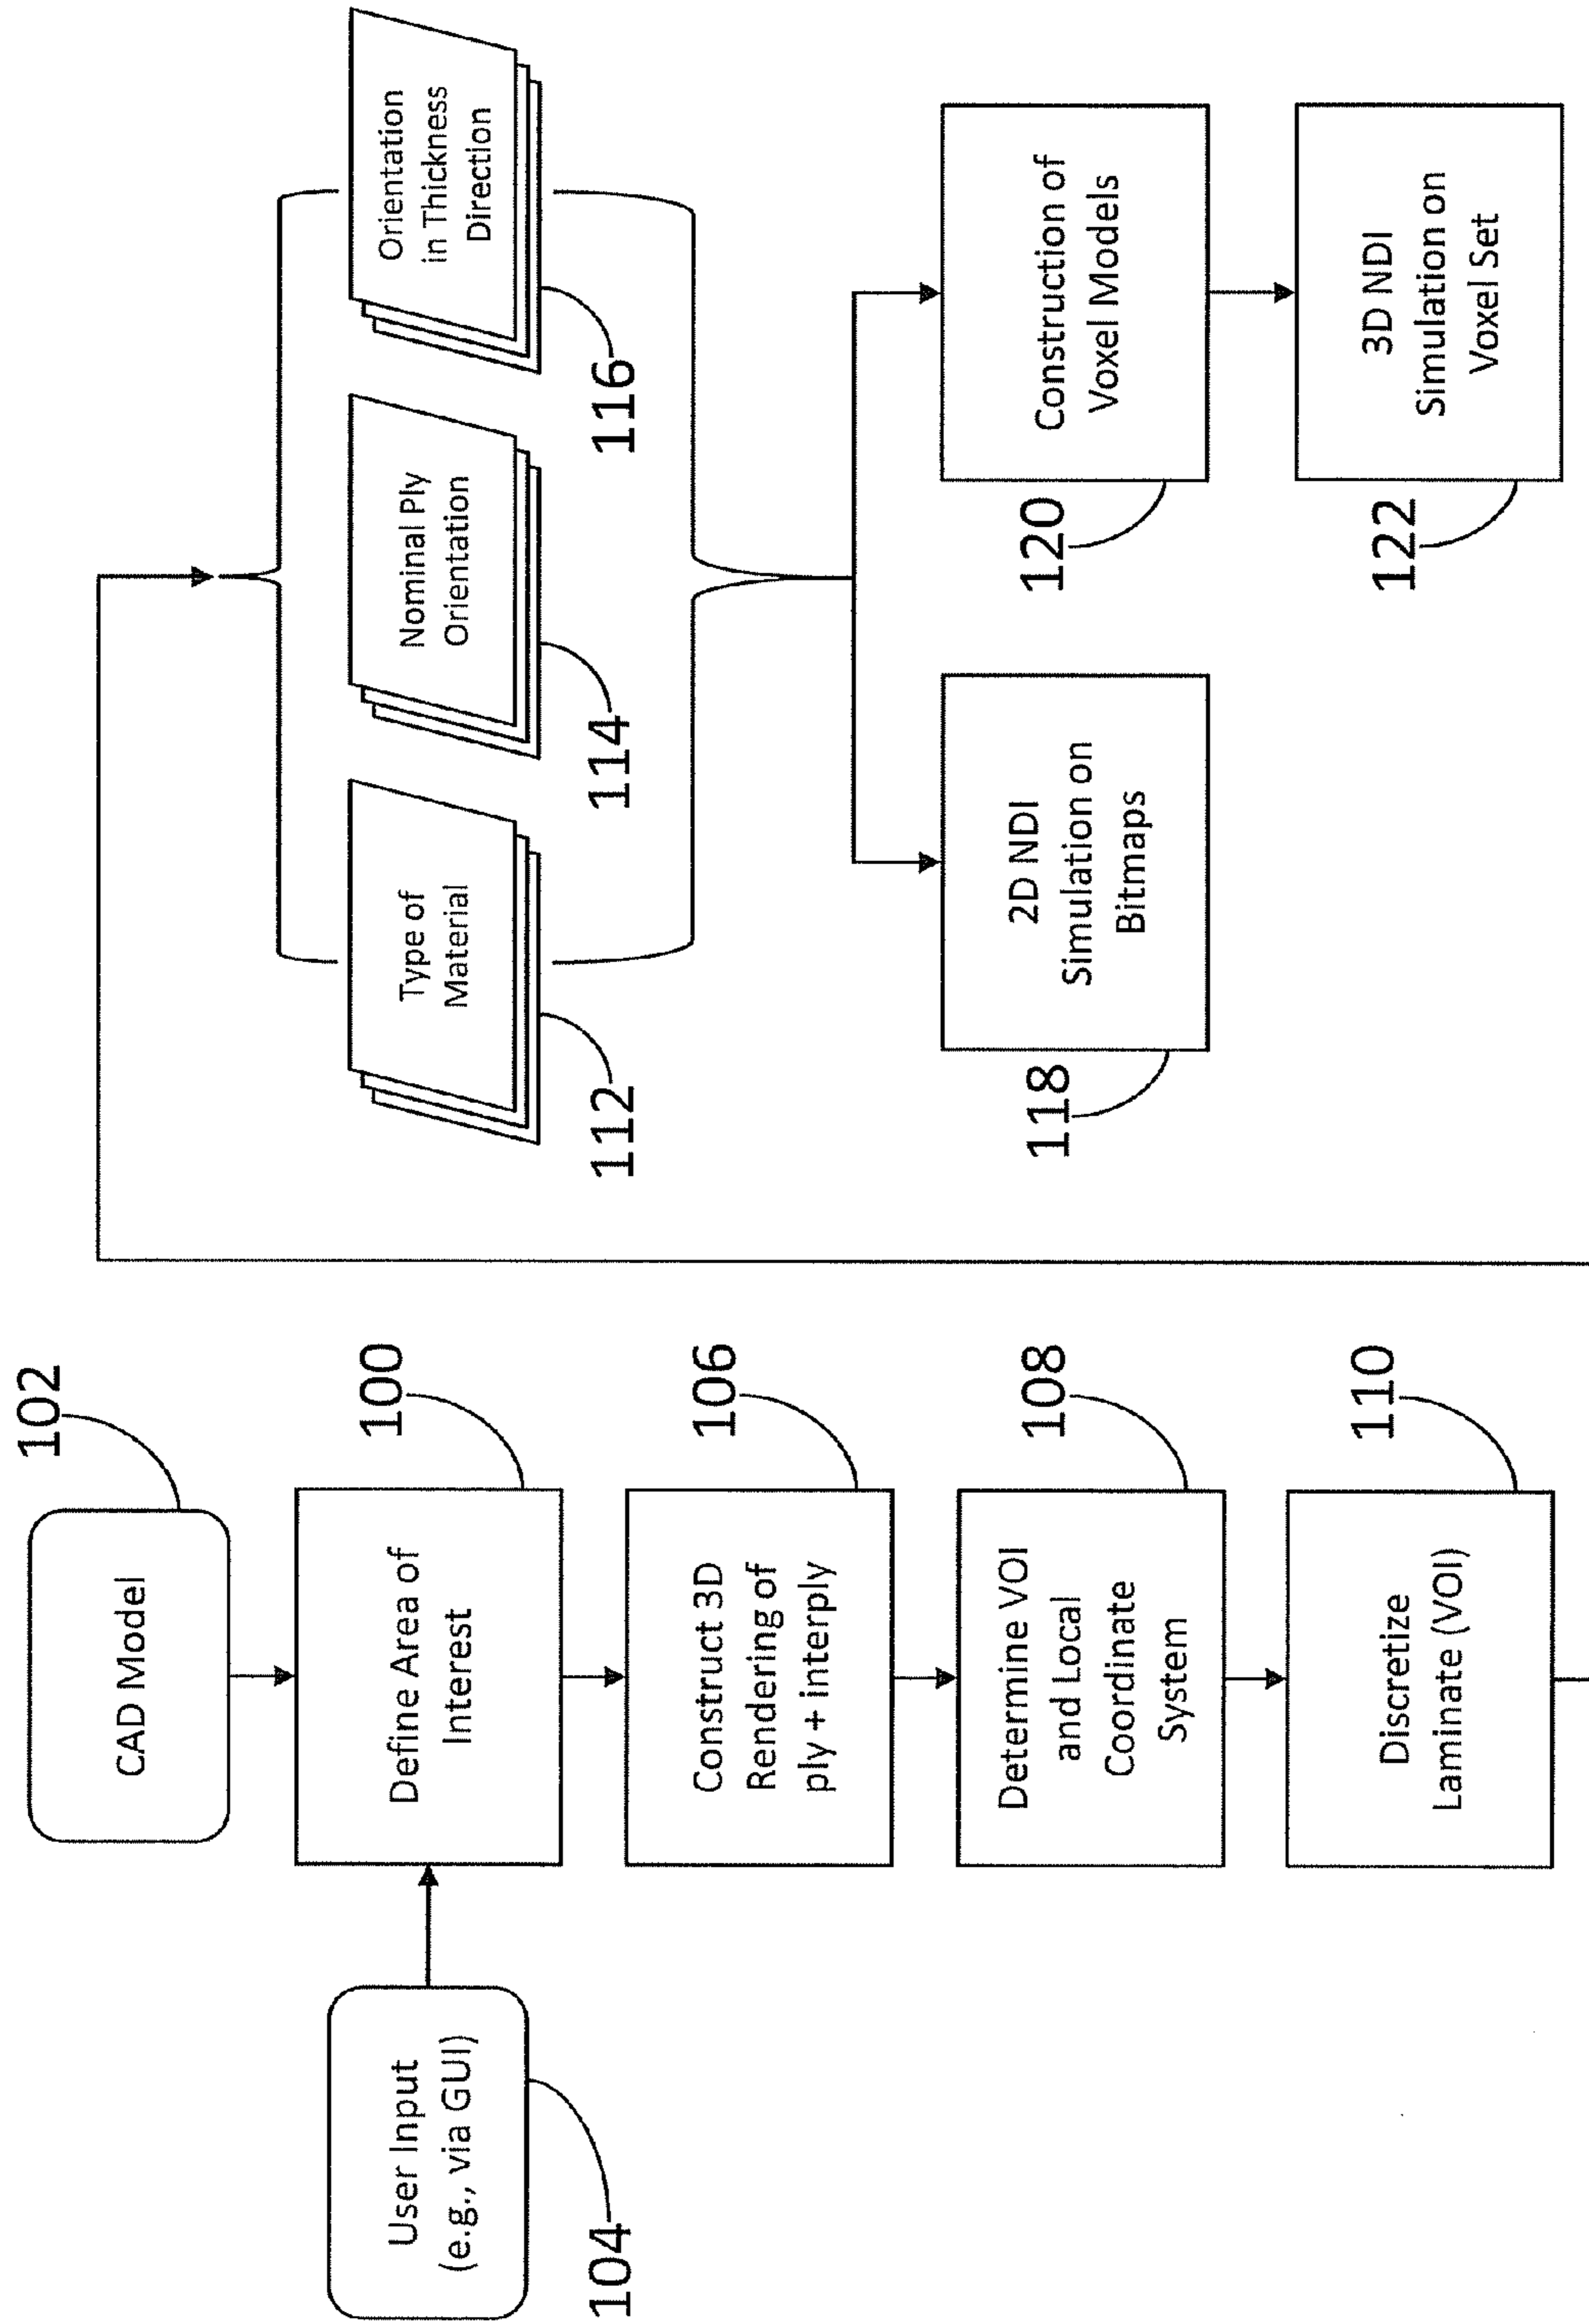 102
CAD Model
User Input
(e.g., via GUI)
104
Define Area of
Interest
100
Construct 3D
Rendering of
ply + interply
106
Determine VOI
and Local
Coordinate
System
108
Discretize
Laminate (VOI)
110
Type of
Material
112
Nominal Ply
Orientation
114
Orientation
in Thickness
Direction
116
2D NDI
Simulation on
Bitmaps
118
Construction of
Voxel Models
120
3D NDI
Simulation on
Voxel Set
122